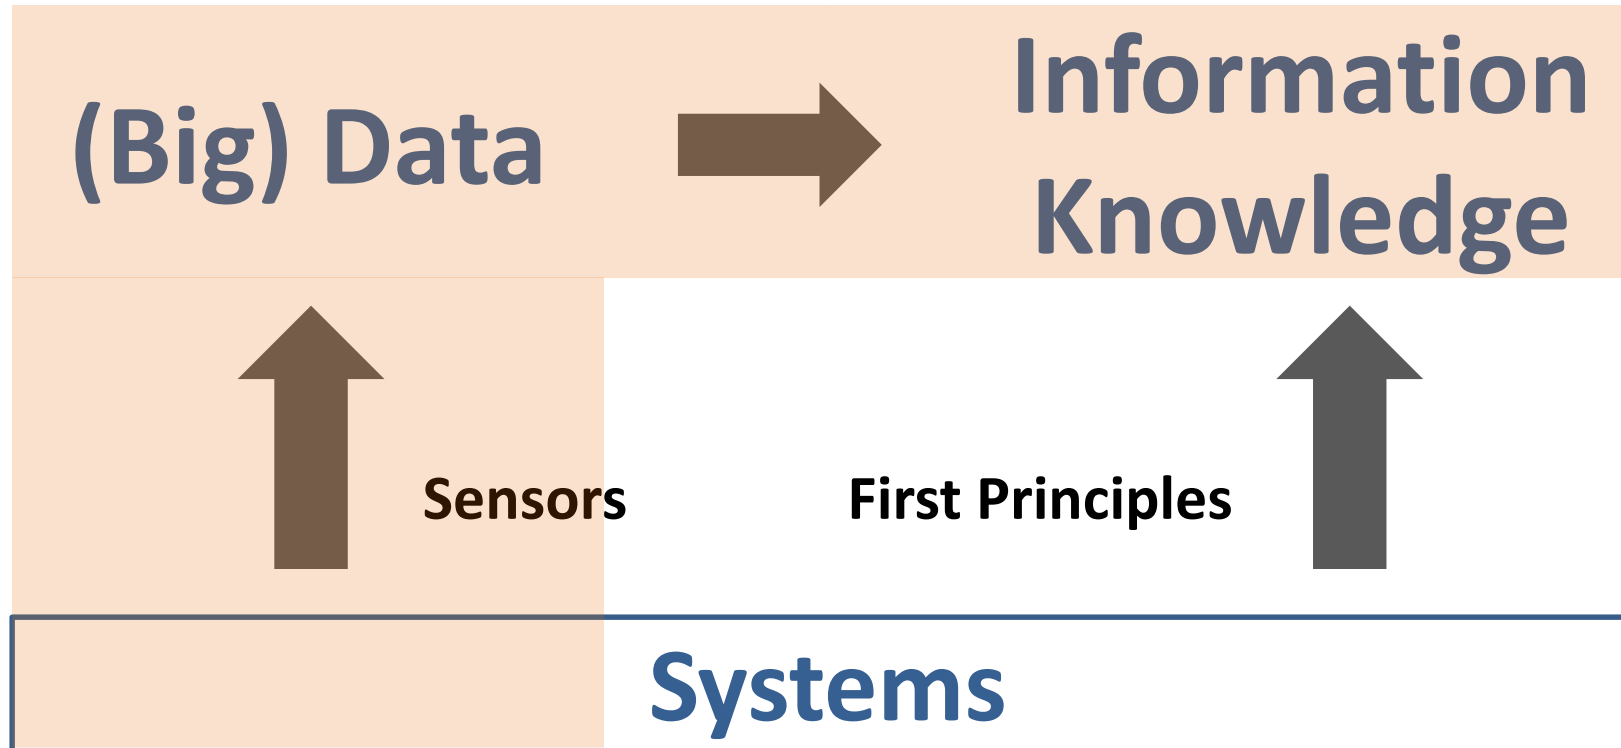 (Big) Data
Information
Knowledge
Sensors
First Principles
Systems